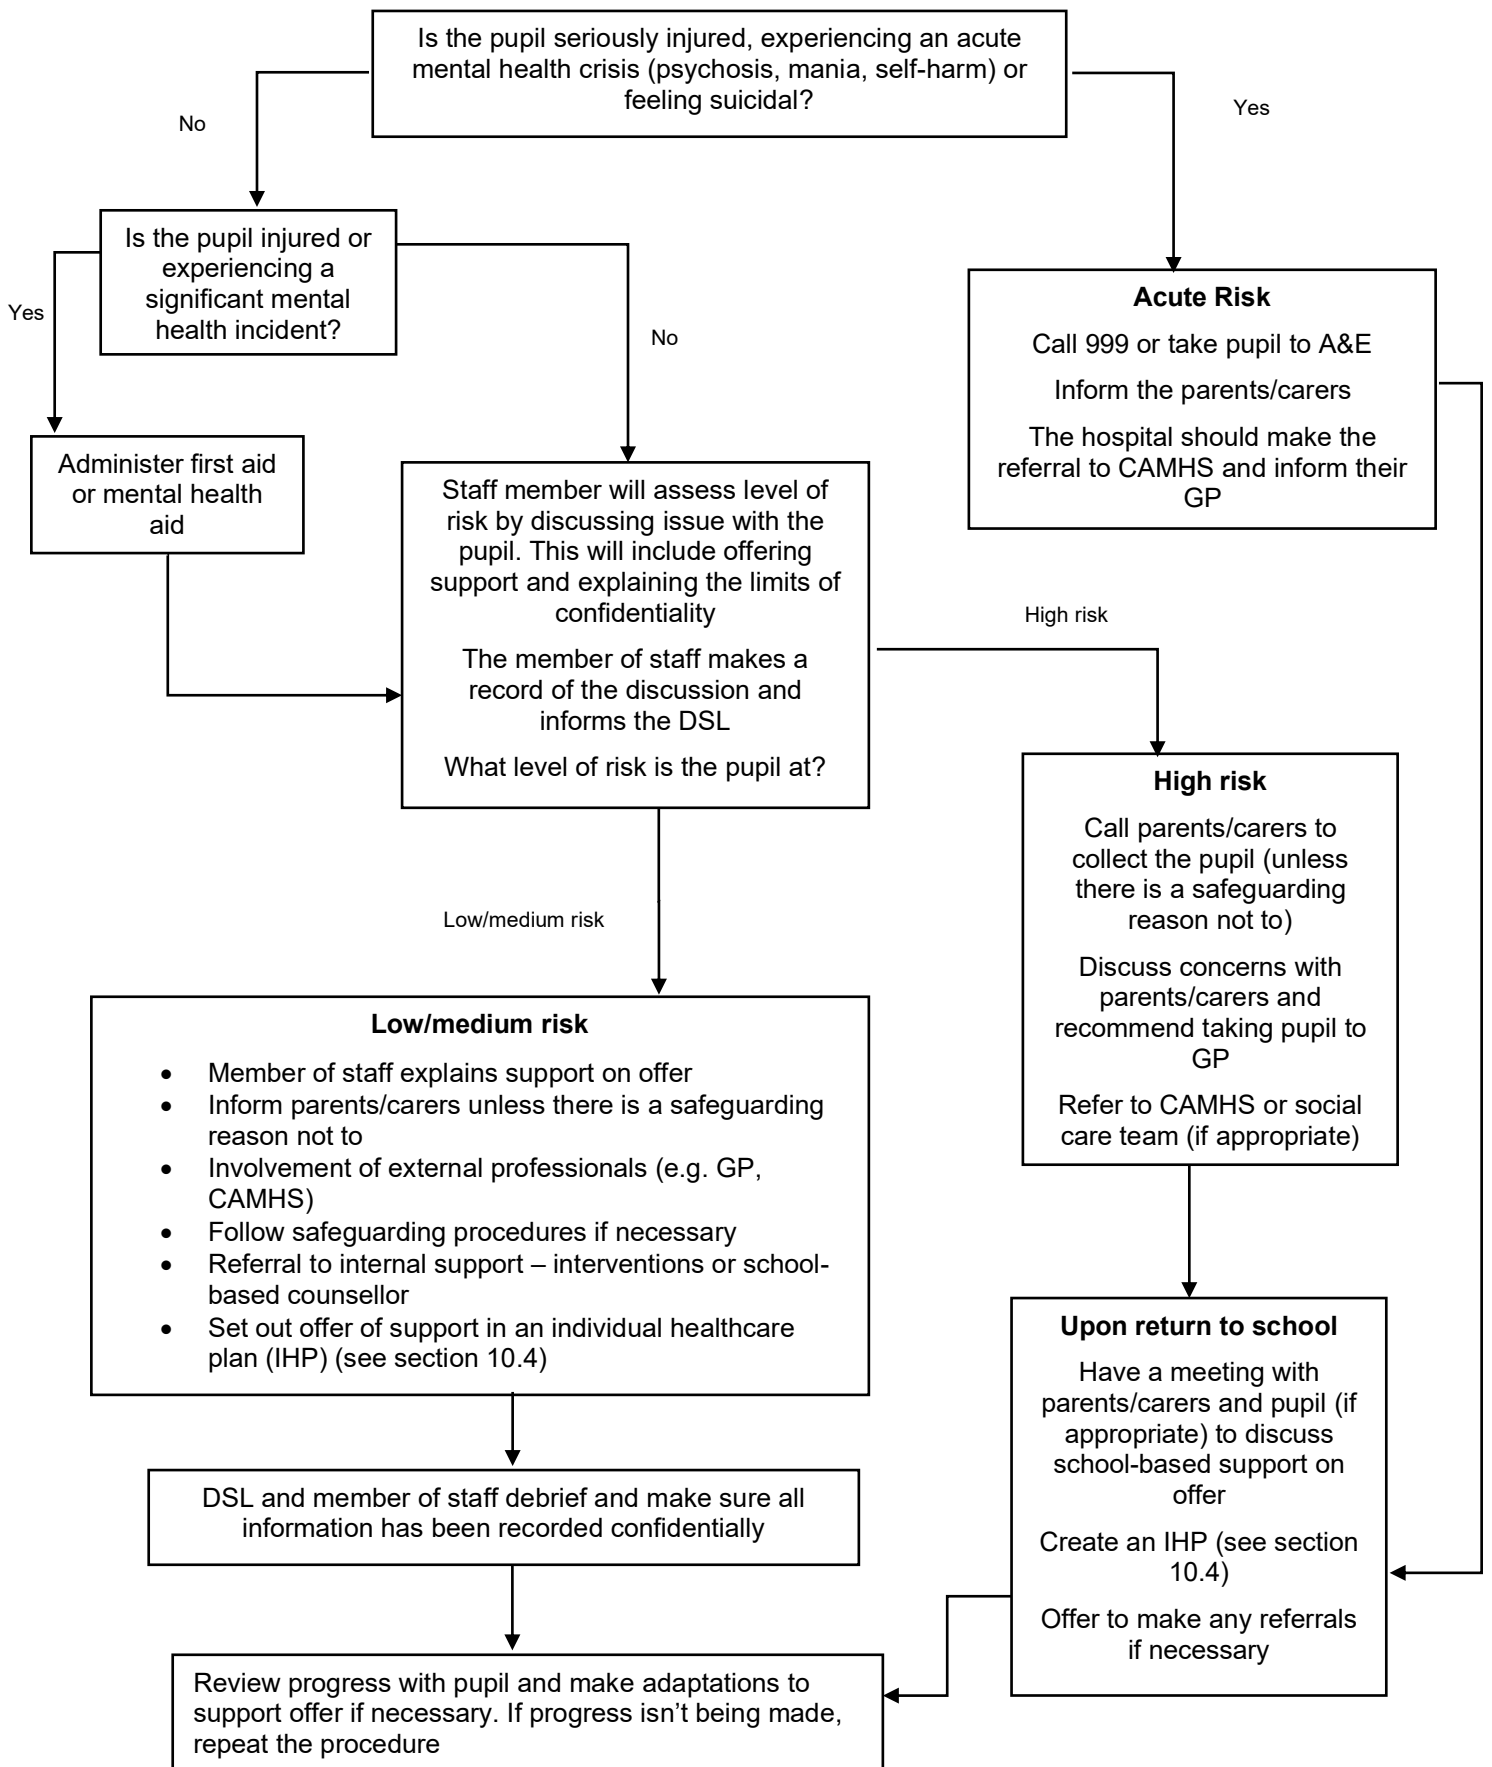 Is the pupil seriously injured, experiencing an acute
mental health crisis (psychosis, mania, self-harm) or
feeling suicidal?
No
Yes
Is the pupil injured or
experiencing a
significant mental
health incident?
Yes
No
Acute Risk
Call 999 or take pupil to A&E
Inform the parents/carers
The hospital should make the
referral to CAMHS and inform their
GP
Administer first aid
or mental health
aid
Staff member will assess level of
risk by discussing issue with the
pupil. This will include offering
support and explaining the limits of
confidentiality
The member of staff makes a
record of the discussion and
informs the DSL
What level of risk is the pupil at?
High risk
High risk
Call parents/carers to
collect the pupil (unless
there is a safeguarding
reason not to)
Discuss concerns with
parents/carers and
recommend taking pupil to
GP
Refer to CAMHS or social
care team (if appropriate)
Low/medium risk
Low/medium risk
• Member of staff explains support on offer
• Inform parents/carers unless there is a safeguarding
reason not to
• Involvement of external professionals (e.g. GP,
CAMHS)
• Follow safeguarding procedures if necessary
• Referral to internal support – interventions or school-
based counsellor
• Set out offer of support in an individual healthcare
plan (IHP) (see section 10.4)
Upon return to school
Have a meeting with
parents/carers and pupil (if
appropriate) to discuss
school-based support on
offer
Create an IHP (see section
10.4)
Offer to make any referrals
if necessary
DSL and member of staff debrief and make sure all
information has been recorded confidentially
Review progress with pupil and make adaptations to
support offer if necessary. If progress isn’t being made,
repeat the procedure